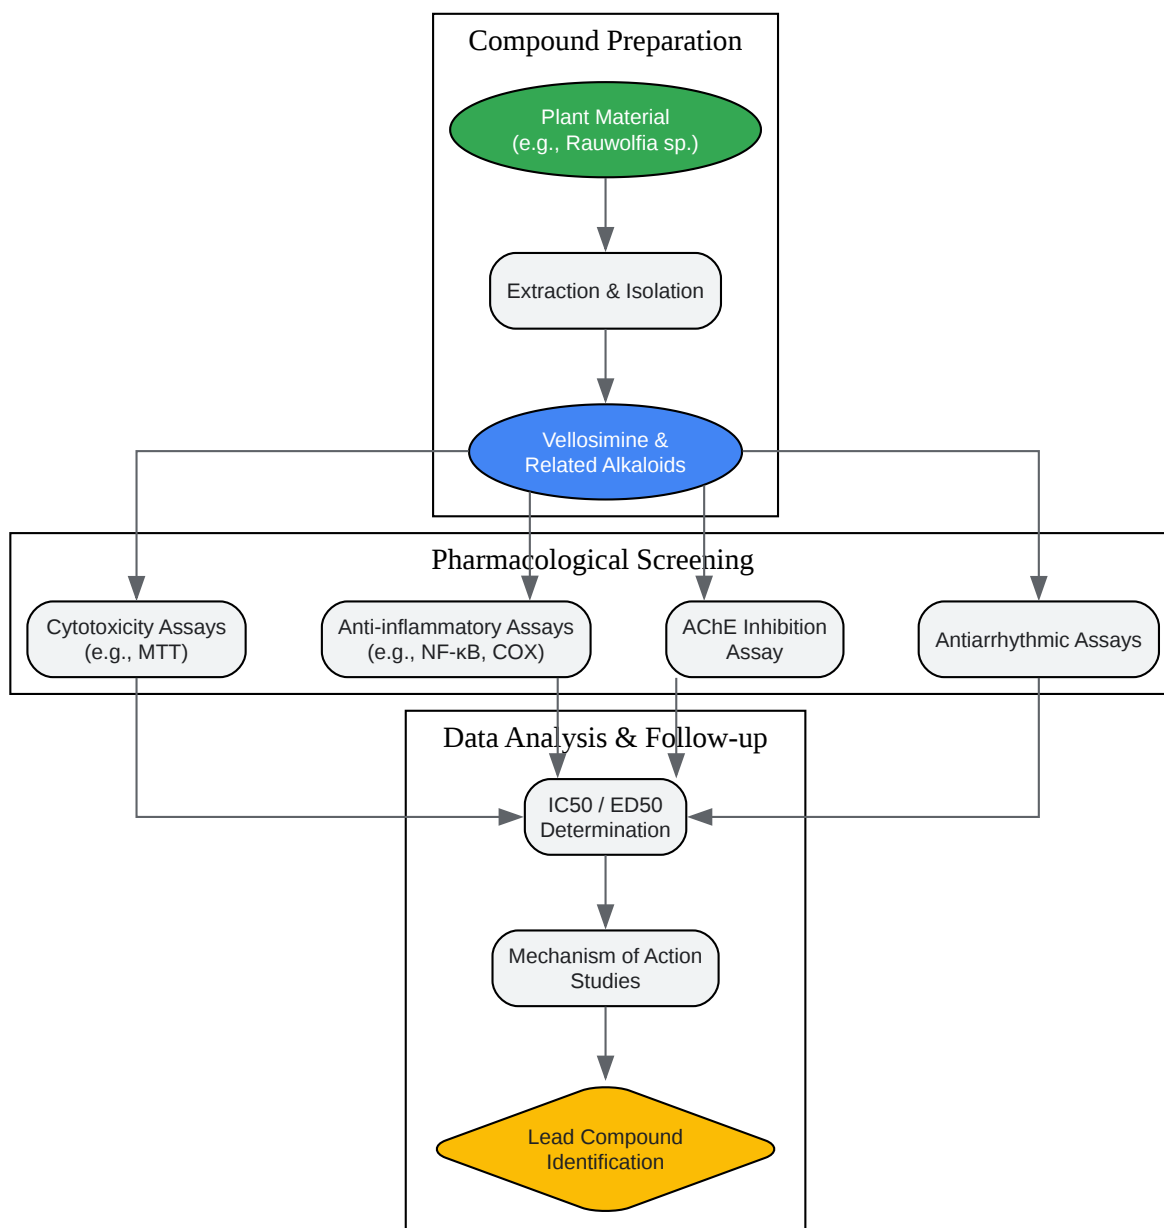 Compound Preparation
Plant Material
(e.g., Rauwolfia sp.)
Extraction & Isolation
Vellosimine &
Related Alkaloids
Pharmacological Screening
Cytotoxicity Assays
(e.g., MTT)
Anti-inflammatory Assays
(e.g., NF-κB, COX)
AChE Inhibition
Assay
Antiarrhythmic Assays
Data Analysis & Follow-up
IC50 / ED50
Determination
Mechanism of Action
Studies
Lead Compound
Identification